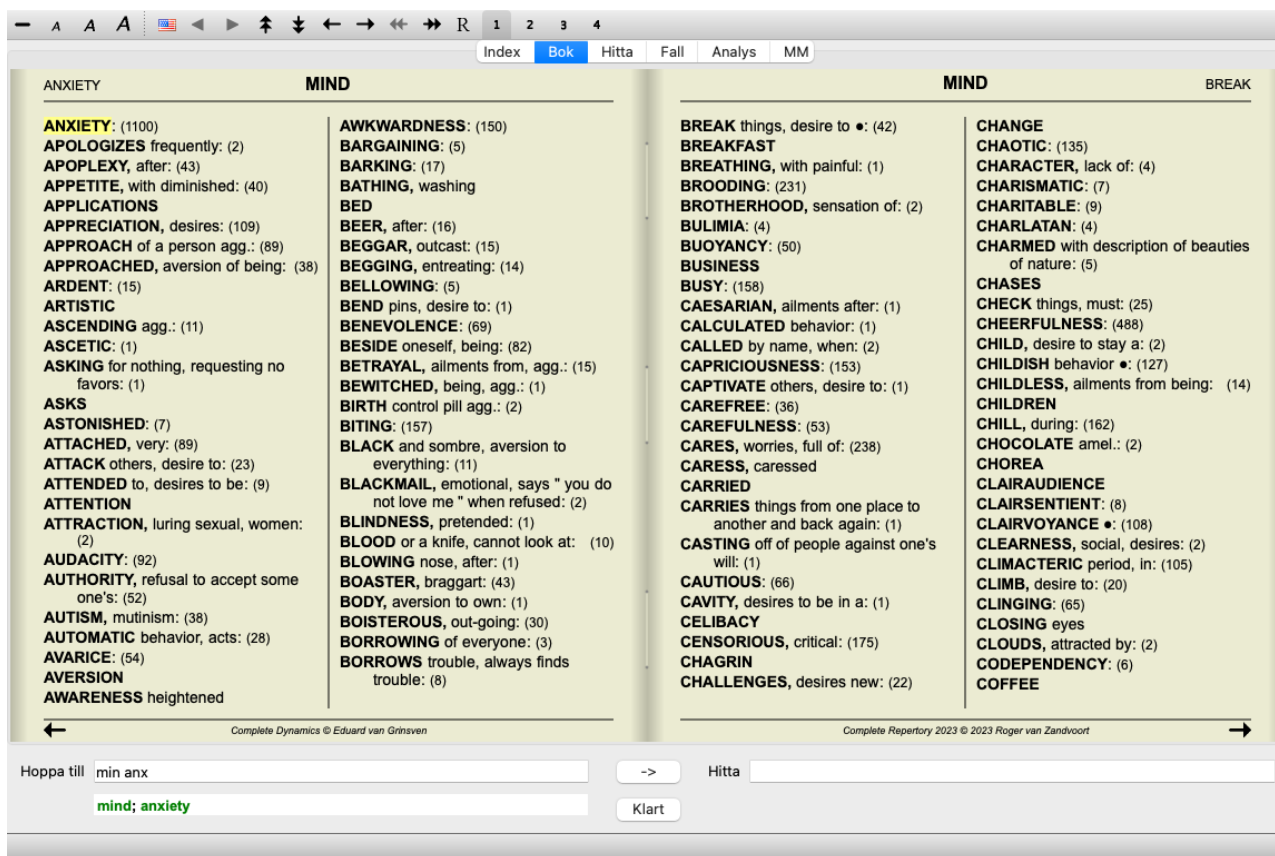 A A A R 1 2 3 4
Index Bok Hitta Fall Analys MM
ANXIETY MIND
ANXIETY: (1100)
APOLOGIZES frequently: (2)
APOPLEXY, after: (43)
APPETITE, with diminished: (40)
APPLICATIONS
APPRECIATION, desires: (109)
APPROACH of a person agg.: (89)
APPROACHED, aversion of being: (38)
ARDENT: (15)
ARTISTIC
ASCENDING agg.: (11)
ASCETIC: (1)
ASKING for nothing, requesting no
favors: (1)
ASKS
ASTONISHED: (7)
ATTACHED, very: (89)
ATTACK others, desire to: (23)
ATTENDED to, desires to be: (9)
ATTENTION
ATTRACTION, luring sexual, women:
(2)
AUDACITY: (92)
AUTHORITY, refusal to accept some
one's: (52)
AUTISM, mutinism: (38)
AUTOMATIC behavior, acts: (28)
AVARICE: (54)
AVERSION
AWARENESS heightened
AWKWARDNESS: (150)
BARGAINING: (5)
BARKING: (17)
BATHING, washing
BED
BEER, after: (16)
BEGGAR, outcast: (15)
BEGGING, entreating: (14)
BELLOWING: (5)
BEND pins, desire to: (1)
BENEVOLENCE: (69)
BESIDE oneself, being: (82)
BETRAYAL, ailments from, agg.: (15)
BEWITCHED, being, agg.: (1)
BIRTH control pill agg.: (2)
BITING: (157)
BLACK and sombre, aversion to
everything: (11)
BLACKMAIL, emotional, says " you do
not love me " when refused: (2)
BLINDNESS, pretended: (1)
BLOOD or a knife, cannot look at: (10)
BLOWING nose, after: (1)
BOASTER, braggart: (43)
BODY, aversion to own: (1)
BOISTEROUS, out-going: (30)
BORROWING of everyone: (3)
BORROWS trouble, always finds
trouble: (8)
Complete Dynamics © Eduard van Grinsven
MIND BREAK
BREAK things, desire to ●: (42)
BREAKFAST
BREATHING, with painful: (1)
BROODING: (231)
BROTHERHOOD, sensation of: (2)
BULIMIA: (4)
BUOYANCY: (50)
BUSINESS
BUSY: (158)
CAESARIAN, ailments after: (1)
CALCULATED behavior: (1)
CALLED by name, when: (2)
CAPRICIOUSNESS: (153)
CAPTIVATE others, desire to: (1)
CAREFREE: (36)
CAREFULNESS: (53)
CARES, worries, full of: (238)
CARESS, caressed
CARRIED
CARRIES things from one place to
another and back again: (1)
CASTING off of people against one's
will: (1)
CAUTIOUS: (66)
CAVITY, desires to be in a: (1)
CELIBACY
CENSORIOUS, critical: (175)
CHAGRIN
CHALLENGES, desires new: (22)
CHANGE
CHAOTIC: (135)
CHARACTER, lack of: (4)
CHARISMATIC: (7)
CHARITABLE: (9)
CHARLATAN: (4)
CHARMED with description of beauties
of nature: (5)
CHASES
CHECK things, must: (25)
CHEERFULNESS: (488)
CHILD, desire to stay a: (2)
CHILDISH behavior ●: (127)
CHILDLESS, ailments from being: (14)
CHILDREN
CHILL, during: (162)
CHOCOLATE amel.: (2)
CHOREA
CLAIRAUDIENCE
CLAIRSENTIENT: (8)
CLAIRVOYANCE ●: (108)
CLEARNESS, social, desires: (2)
CLIMACTERIC period, in: (105)
CLIMB, desire to: (20)
CLINGING: (65)
CLOSING eyes
CLOUDS, attracted by: (2)
CODEPENDENCY: (6)
COFFEE
Complete Repertory 2023 © 2023 Roger van Zandvoort
Hoppa till min anx -> Hitta
mind; anxiety Klart